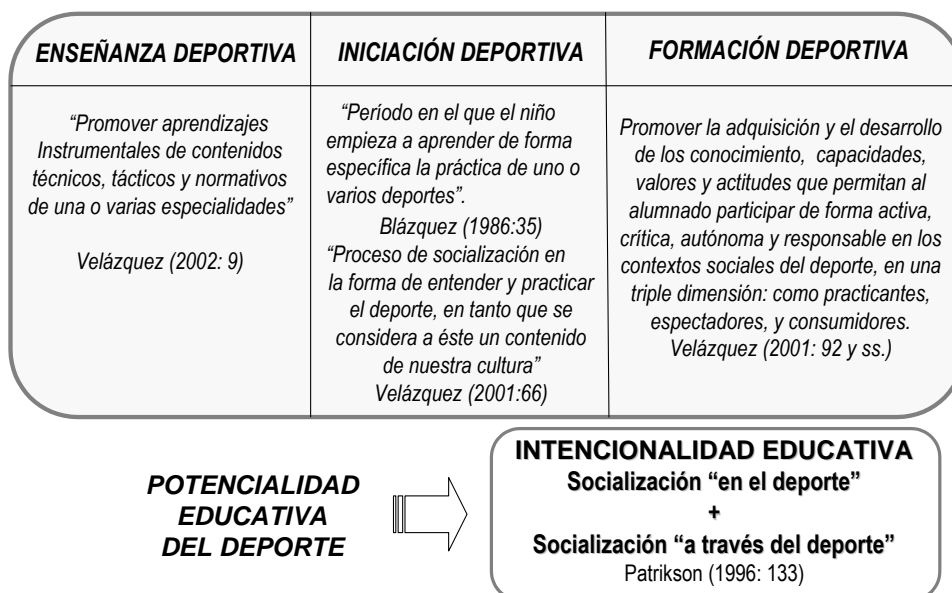 ENSEÑANZA DEPORTIVA
“Promover aprendizajes
Instrumentales de contenidos
técnicos, tácticos y normativos
de una o varias especialidades”
Velázquez (2002: 9)
INICIACIÓN DEPORTIVA
“Período en el que el niño
empieza a aprender de forma
específica la práctica de uno o
varios deportes”.
Blázquez (1986:35)
“Proceso de socialización en
la forma de entender y practicar
el deporte, en tanto que se
considera a éste un contenido
de nuestra cultura”
Velázquez (2001:66)
FORMACIÓN DEPORTIVA
Promover la adquisición y el desarrollo
de los conocimiento, capacidades,
valores y actitudes que permitan al
alumnado participar de forma activa,
crítica, autónoma y responsable en los
contextos sociales del deporte, en una
triple dimensión: como practicantes,
espectadores, y consumidores.
Velázquez (2001: 92 y ss.)
POTENCIALIDAD
EDUCATIVA
DEL DEPORTE
INTENCIONALIDAD EDUCATIVA
Socialización “en el deporte”
+
Socialización “a través del deporte”
Patrikson (1996: 133)